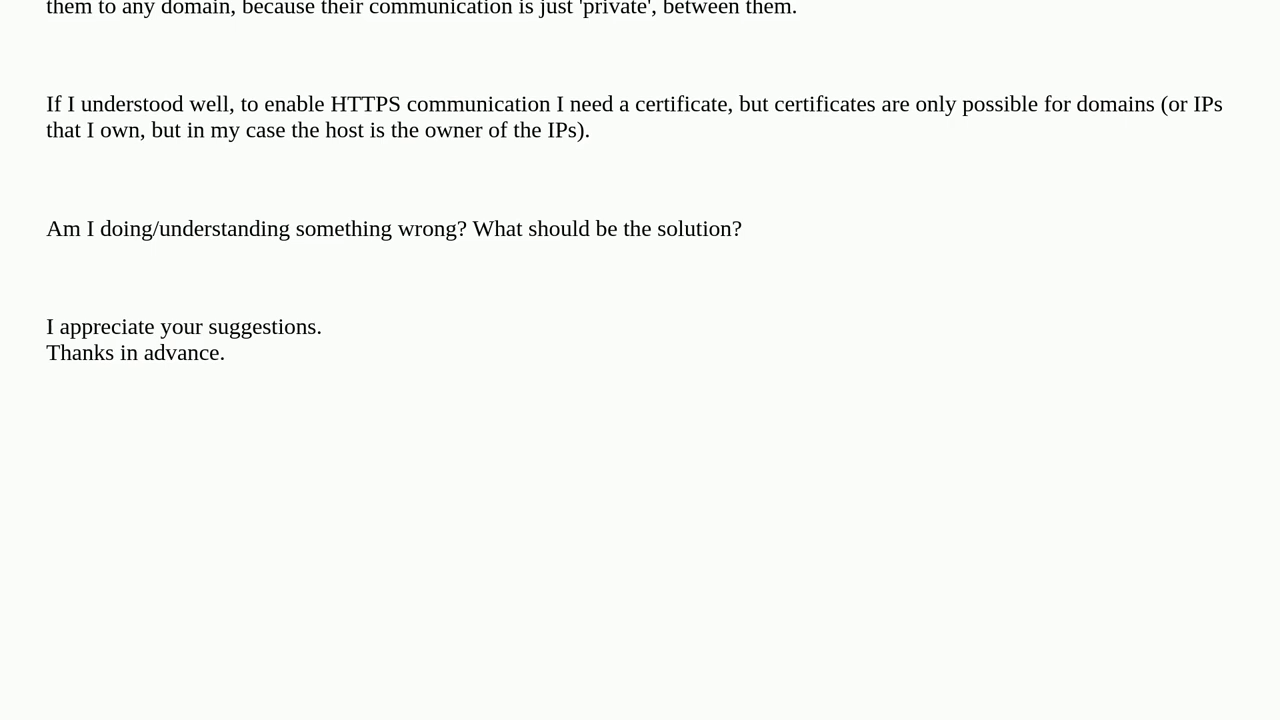 them to any domain, because their communication is just 'private', between them.
If I understood well, to enable HTTPS communication I need a certificate, but certificates are only possible for domains (or IPs
that I own, but in my case the host is the owner of the IPs).
Am I doing/understanding something wrong? What should be the solution?
I appreciate your suggestions.
Thanks in advance.